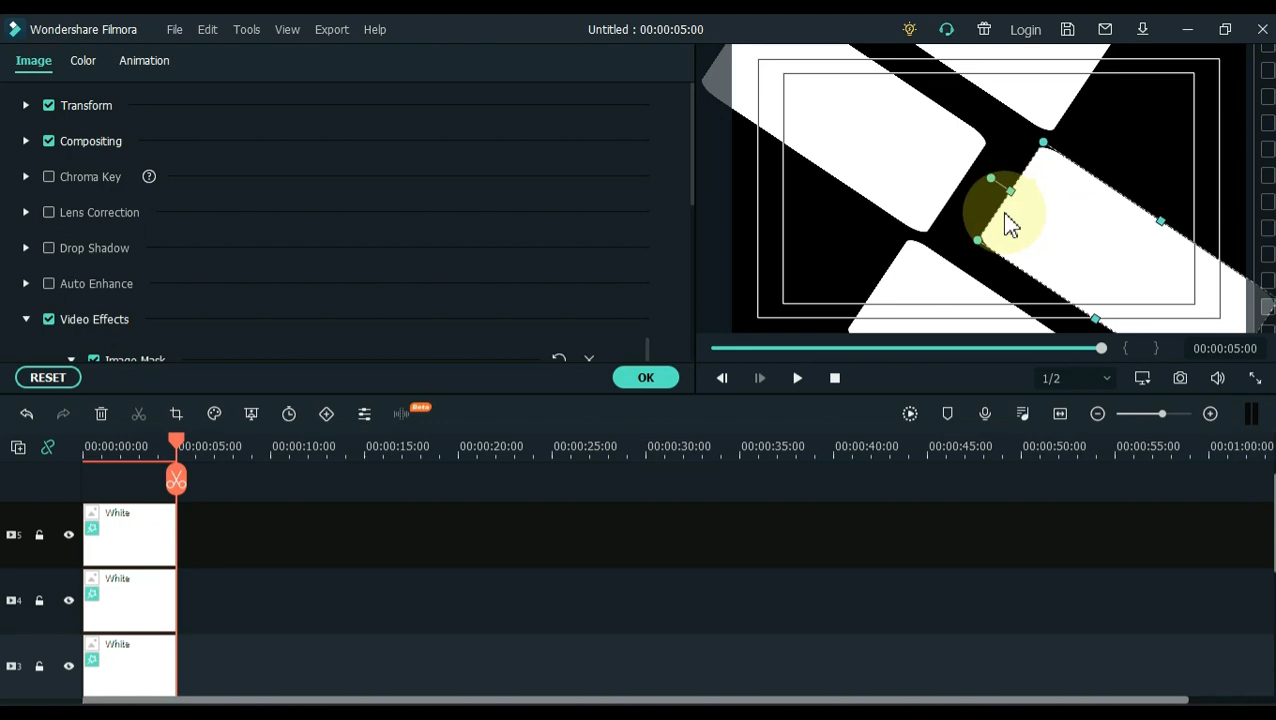 Wondershare Filmora File Edit Tools View Export Help Untitled : 00:00:05:00 Login
Image Color Animation
Transform
Compositing
Chroma Key ?
Lens Correction
Drop Shadow
Auto Enhance
Video Effects
Image Mask
00:00:05:00
RESET OK
1/2
Beta
00:00:00:00 00:00:05:00 00:00:10:00 00:00:15:00 00:00:20:00 00:00:25:00 00:00:30:00 00:00:35:00 00:00:40:00 00:00:45:00 00:00:50:00 00:00:55:00 00:01:00:00
White
5
White
4
White
3